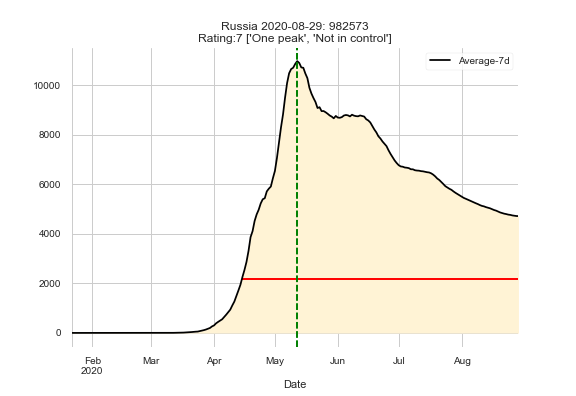 Russia 2020-08-29: 982573
Rating:7 ['One peak', 'Not in control']
Average-7d
10000
8000
6000
4000
2000
0
Feb Mar Apr May Jun Jul Aug
2020
Date